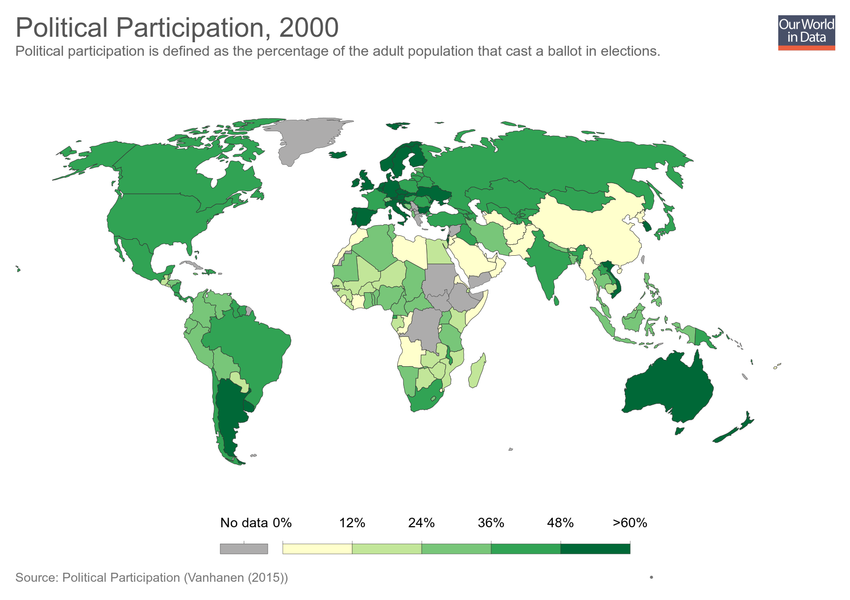 Political Participation, 2000
Political participation is defined as the percentage of the adult population that cast a ballot in elections.
Our World
in Data
No data 0% 12% 24% 36% 48% >60%
Source: Political Participation (Vanhanen (2015))